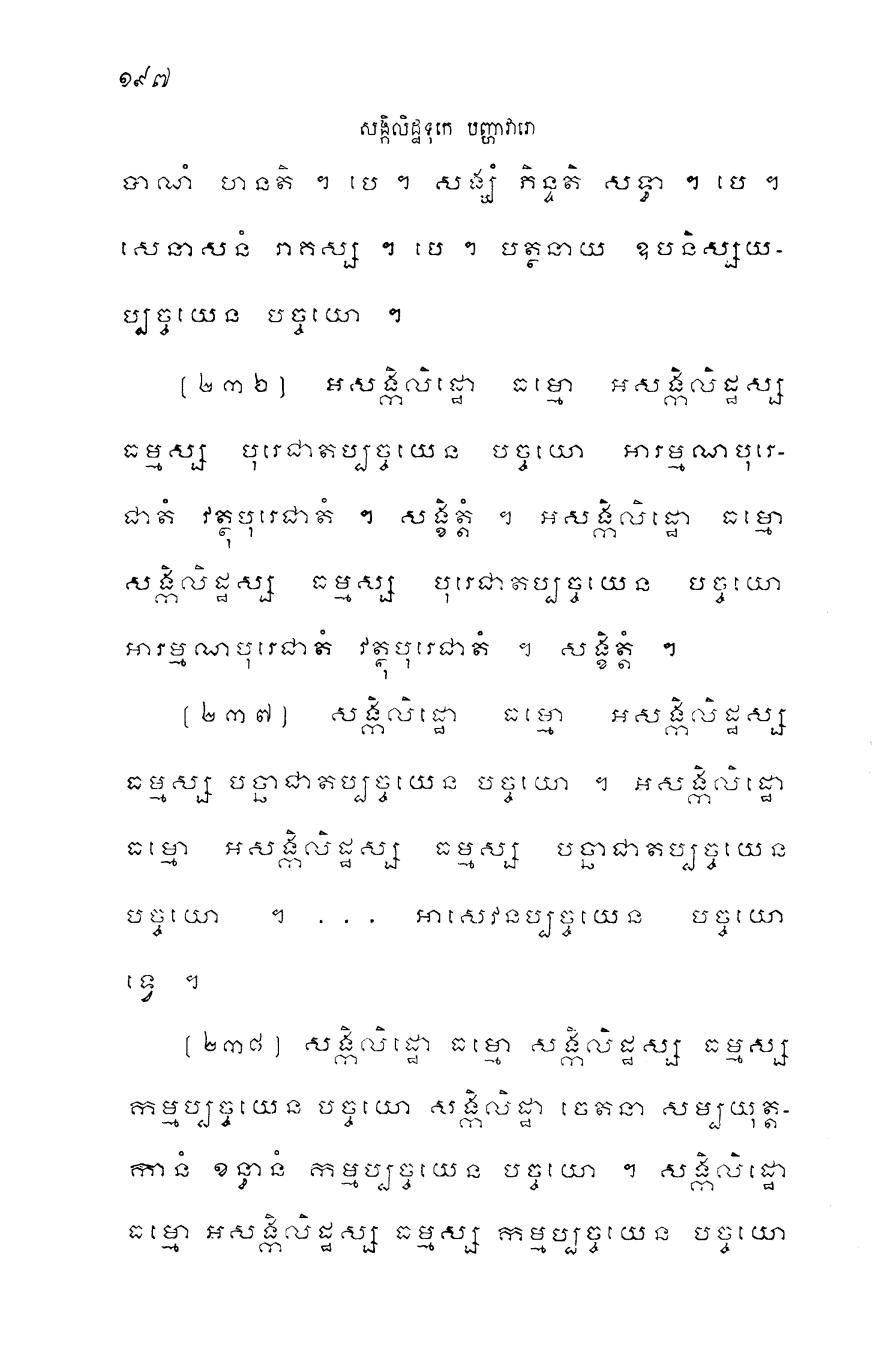 ១៩៧
សង្កិលិដ្ឋទុកេ បញ្ហាវារោ
បាណំ ហនតិ ។ បេ ។ សង្ឃំ ភិន្ទតិ សទ្ធា ។ បេ ។
សេនាសនំ រាគស្ស ។ បេ ។ បត្ថនាយ ឧបនិស្សយ-
ប្បច្ចយេន បច្ចយោ ។
[២៣៦] អសង្កិលិដ្ឋោ ធម្មោ អសង្កិលិដ្ឋស្ស
ធម្មស្ស បុរេជាតប្បច្ចយេន បច្ចយោ អារម្មណបុរេ-
ជាតំ វត្ថុបុរេជាតំ ។ សង្ខិត្តំ ។ អសង្កិលិដ្ឋោ ធម្មោ
សង្កិលិដ្ឋស្ស ធម្មស្ស បុរេជាតប្បច្ចយេន បច្ចយោ
អារម្មណបុរេជាតំ វត្ថុបុរេជាតំ ។ សង្ខិត្តំ ។
[២៣៧] សង្កិលិដ្ឋោ ធម្មោ អសង្កិលិដ្ឋស្ស
ធម្មស្ស បច្ឆាជាតប្បច្ចយេន បច្ចយោ ។ អសង្កិលិដ្ឋោ
ធម្មោ អសង្កិលិដ្ឋស្ស ធម្មស្ស បច្ឆាជាតប្បច្ចយេន
បច្ចយោ ។ . . . អាសេវនប្បច្ចយេន បច្ចយោ
ទ្វេ ។
[២៣៨] សង្កិលិដ្ឋោ ធម្មោ សង្កិលិដ្ឋស្ស ធម្មស្ស
កម្មប្បច្ចយេន បច្ចយោ សង្កិលិដ្ឋា ចេតនា សម្បយុត្ត-
កានំ ខន្ធានំ កម្មប្បច្ចយេន បច្ចយោ ។ សង្កិលិដ្ឋោ
ធម្មោ អសង្កិលិដ្ឋស្ស ធម្មស្ស កម្មប្បច្ចយេន បច្ចយោ